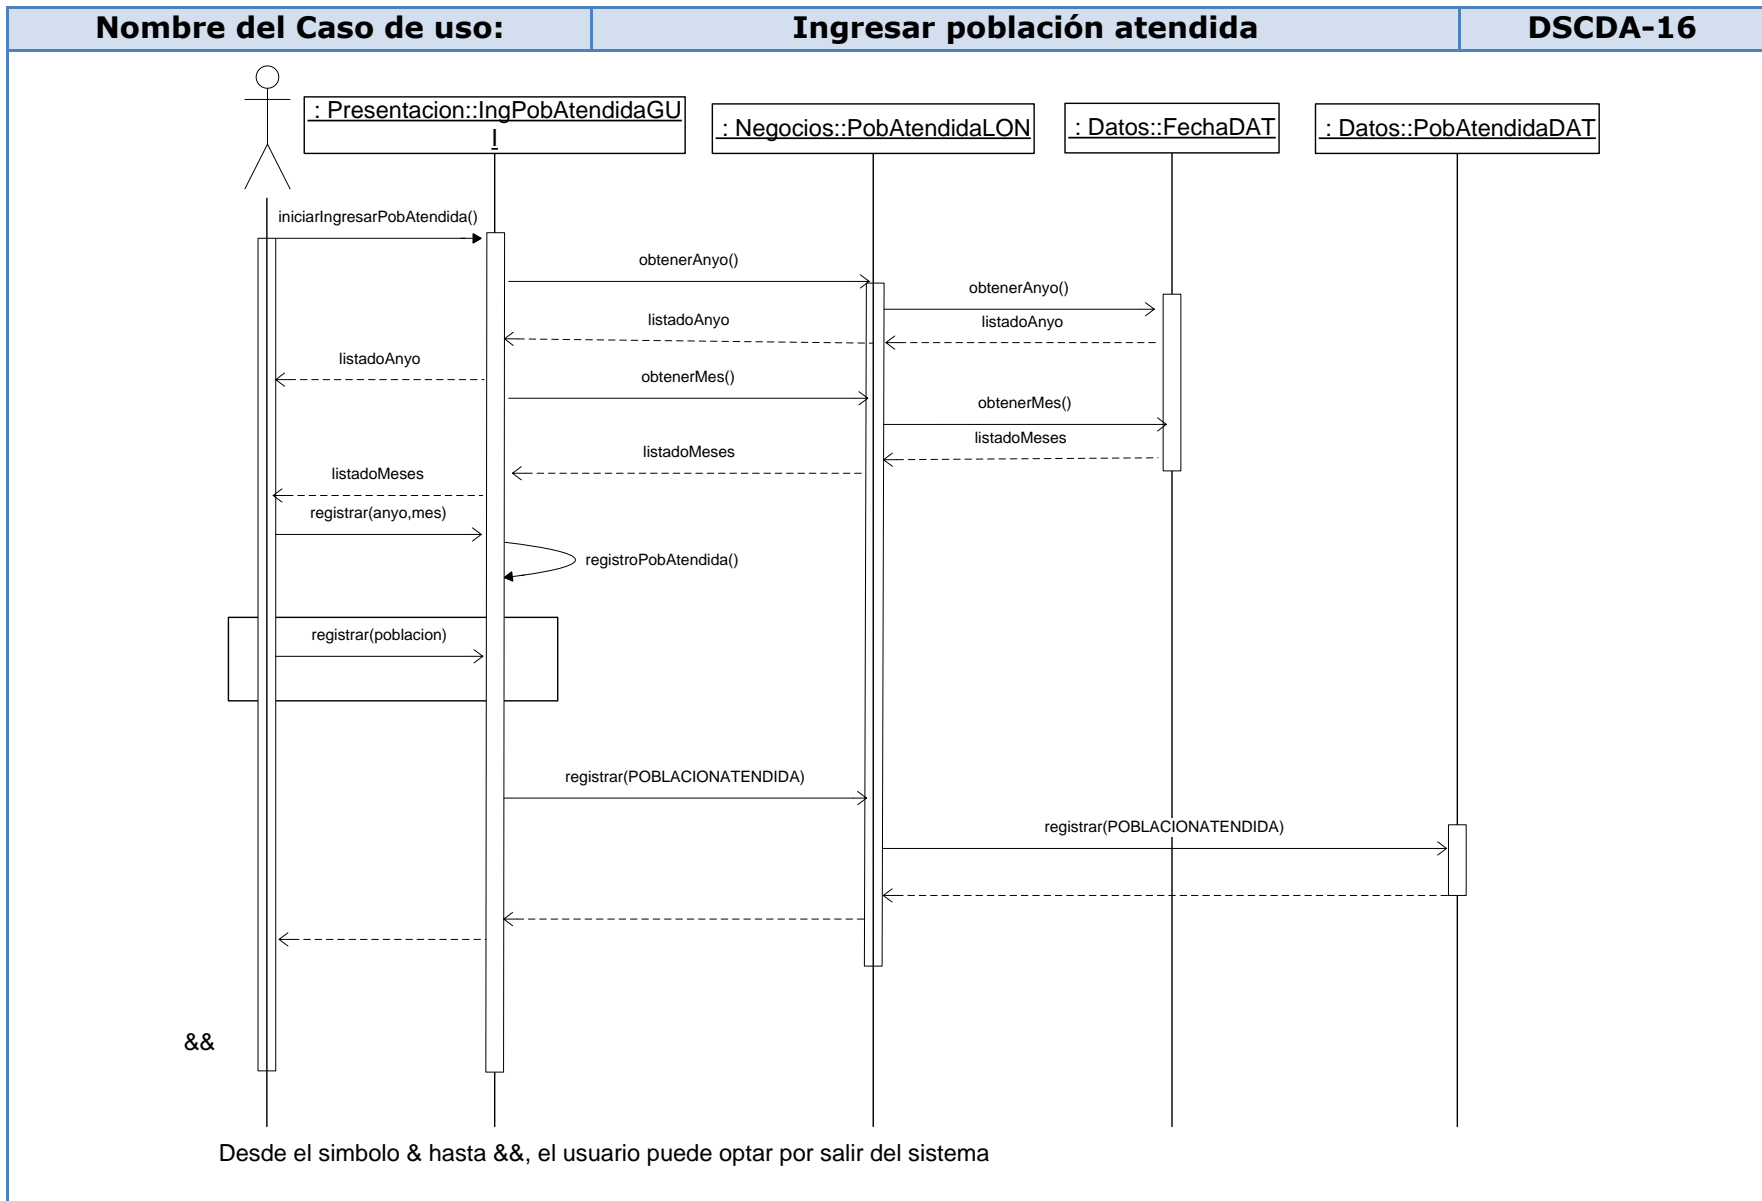 Nombre del Caso de uso:
Ingresar población atendida
DSCDA-16
: Presentacion::IngPobAtendidaGU
I
: Negocios::PobAtendidaLON
: Datos::FechaDAT
: Datos::PobAtendidaDAT
iniciarIngresarPobAtendida()
obtenerAnyo()
obtenerAnyo()
listadoAnyo
listadoAnyo
listadoAnyo
obtenerMes()
obtenerMes()
listadoMeses
listadoMeses
listadoMeses
registrar(anyo,mes)
registroPobAtendida()
registrar(poblacion)
registrar(POBLACIONATENDIDA)
registrar(POBLACIONATENDIDA)
&&
Desde el simbolo & hasta &&, el usuario puede optar por salir del sistema